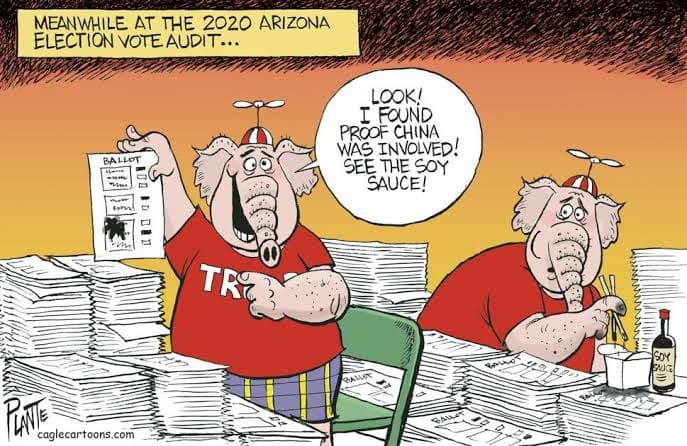 MEANWHILE AT THE 2020 ARIZONA
ELECTION VOTE AUDIT...
LOOK!
I FOUND
PROOF CHINA
WAS INVOLVED!
SEE THE SOY
SAUCE!
BALLOT
TR
SOY
SAUCE
BALLOT
BALLOT
BALLOT
PLANTE
caglecartoons.com